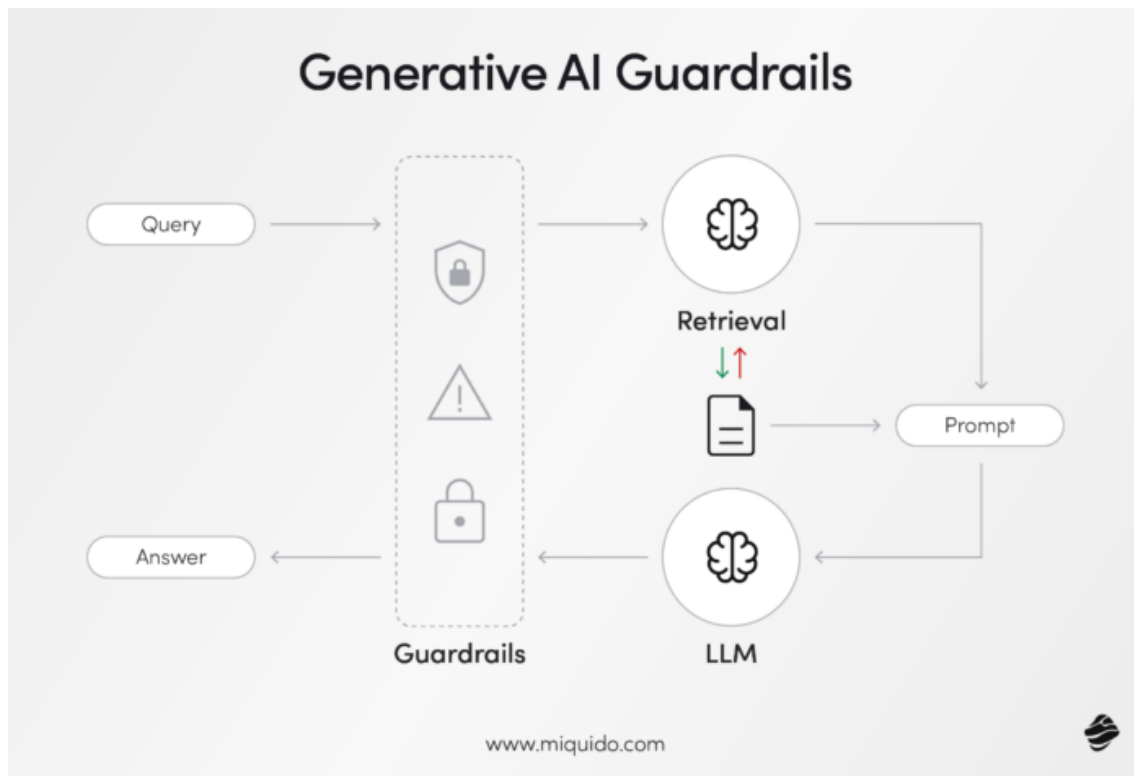 Generative AI Guardrails
Query
Retrieval
Prompt
Answer
Guardrails
LLM
www.miquido.com